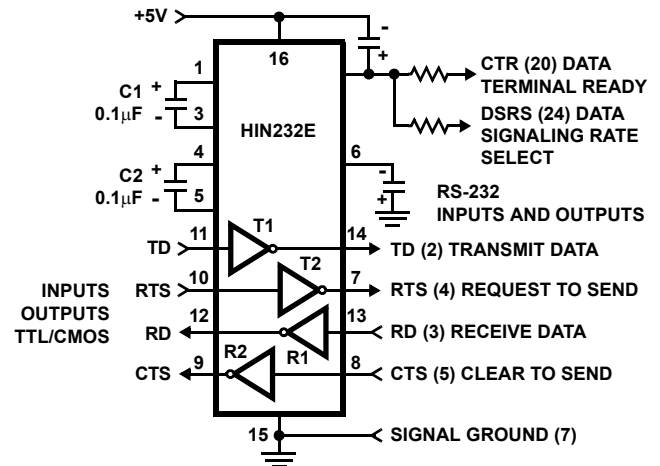 +5V
-
+
16
CTR (20) DATA
TERMINAL READY
1
C1
+
0.1μF
-
3
HIN232E
DSRS (24) DATA
SIGNALING RATE
SELECT
4
6
C2
+
0.1μF
-
5
-
+
RS-232
INPUTS AND OUTPUTS
T1
TD
11
14
TD (2) TRANSMIT DATA
T2
INPUTS
OUTPUTS
TTL/CMOS
RTS
10
7
RTS (4) REQUEST TO SEND
RD
12
13
RD (3) RECEIVE DATA
R2
R1
CTS
9
8
CTS (5) CLEAR TO SEND
15
SIGNAL GROUND (7)